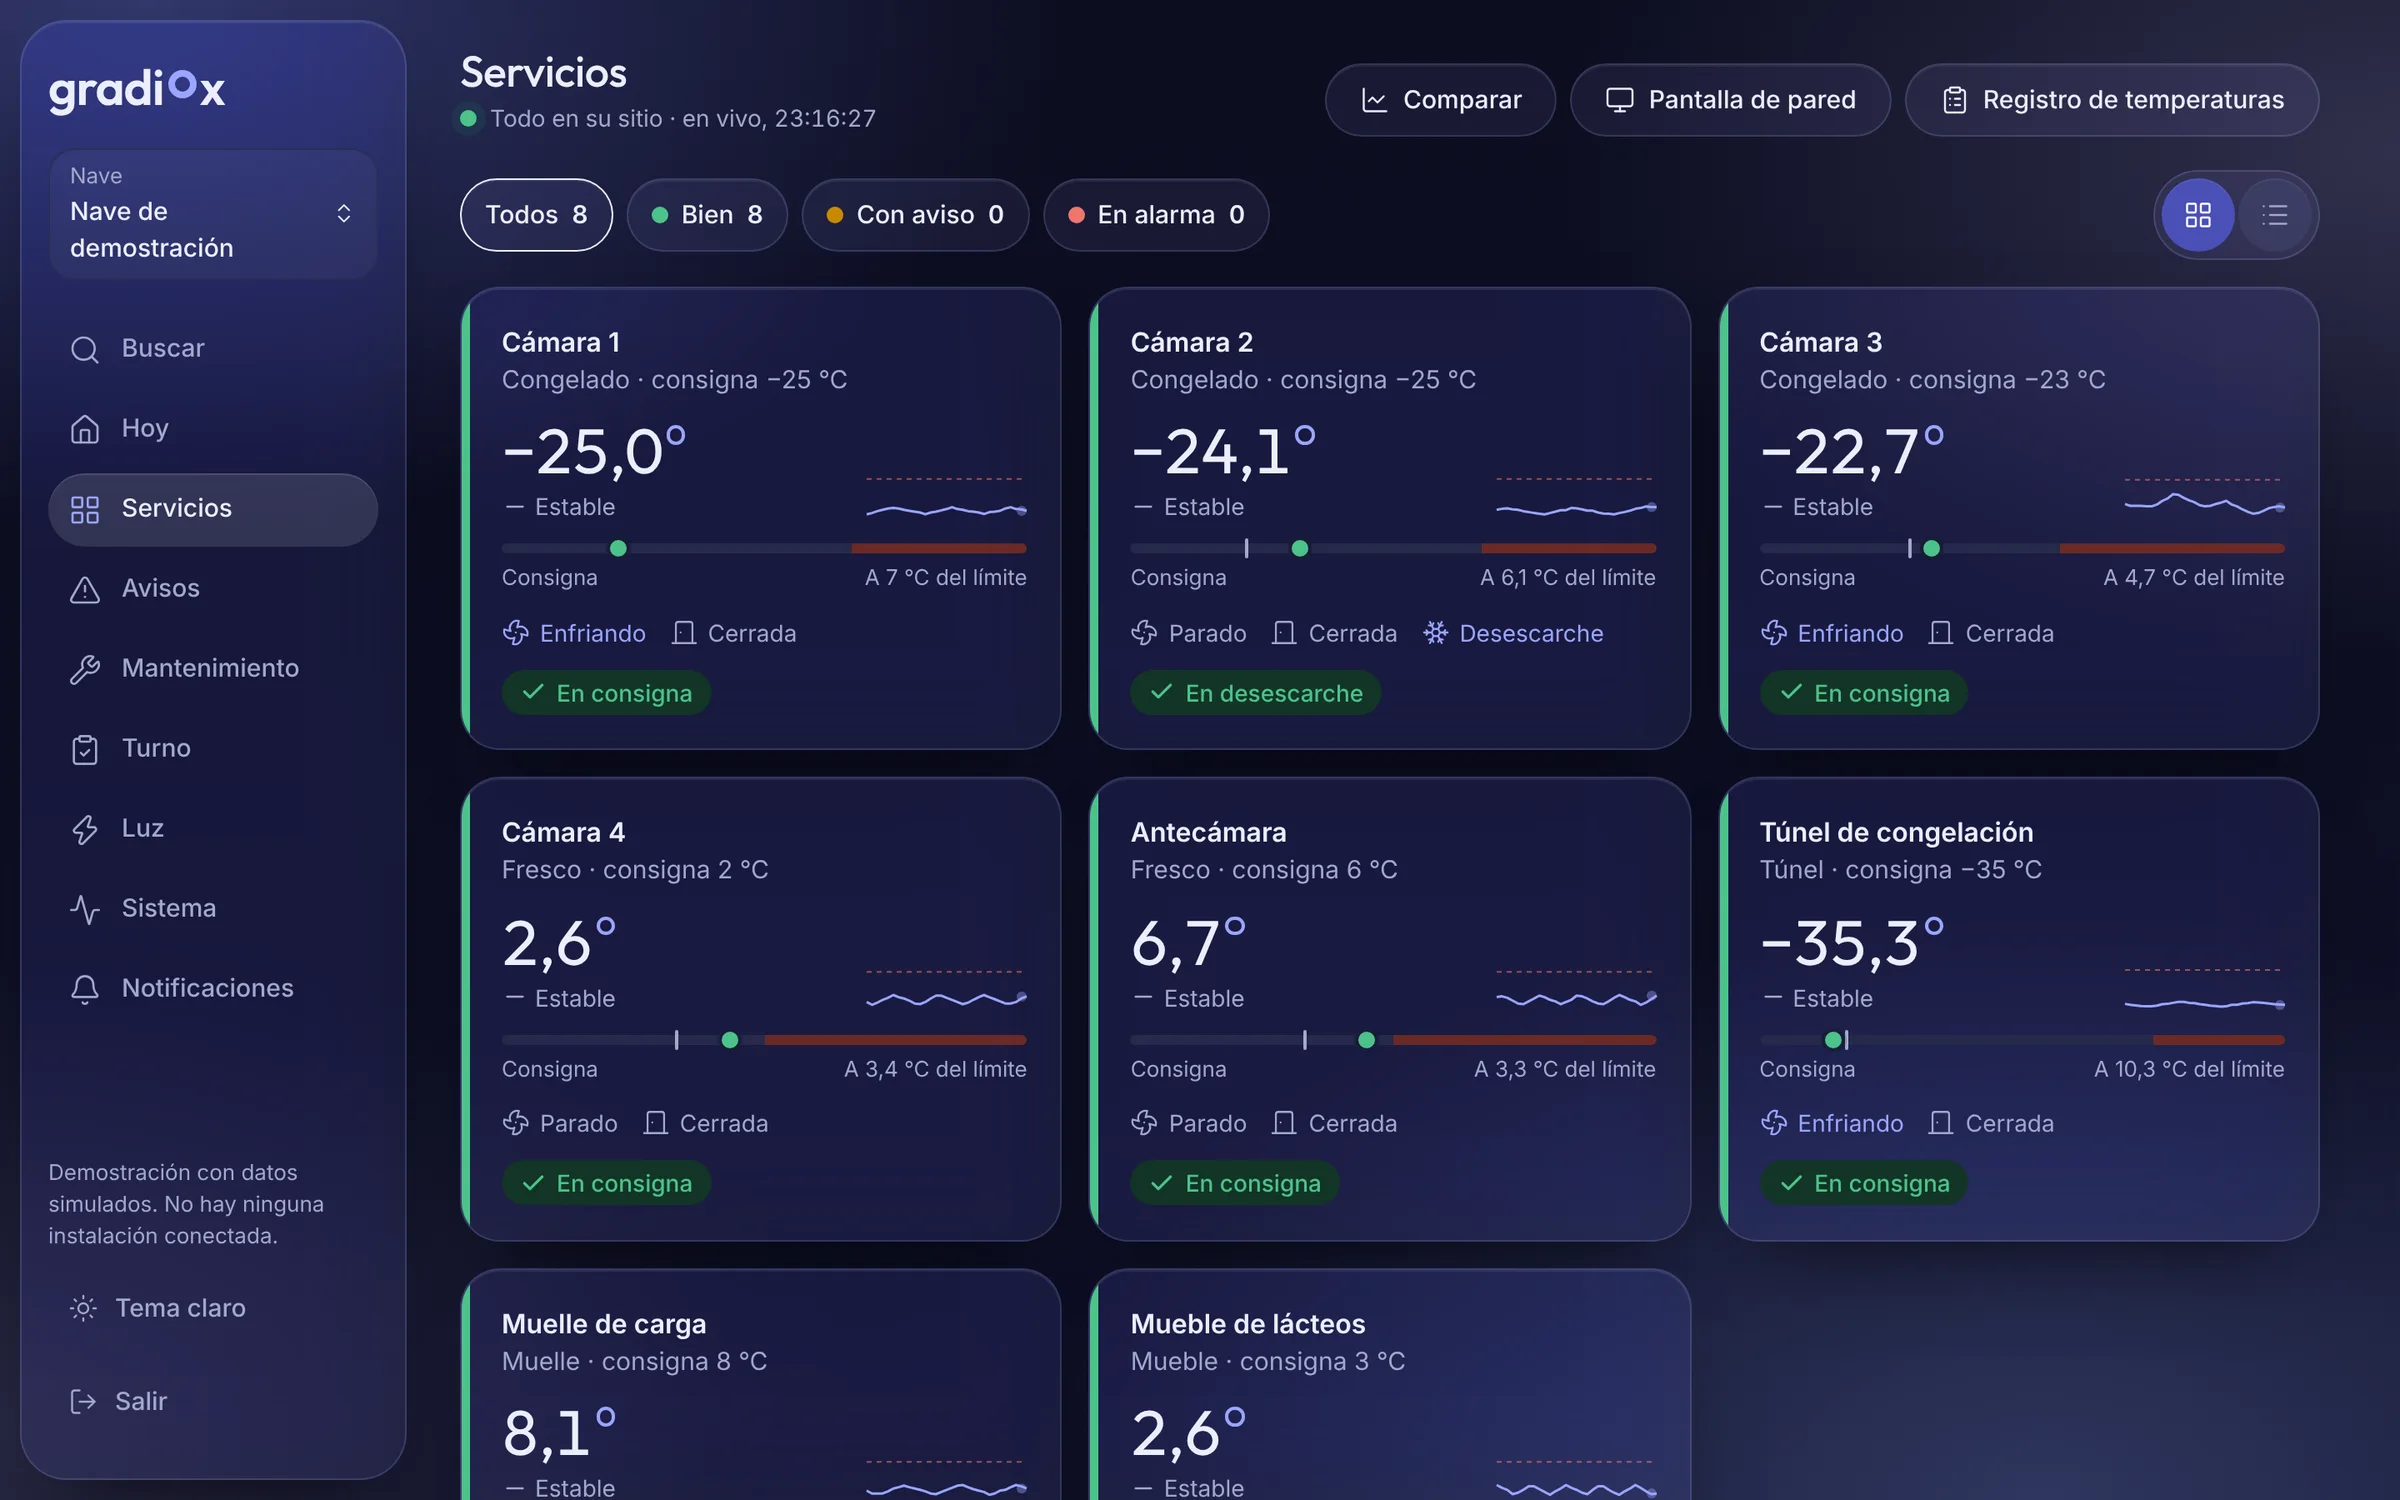 gradiox
Nave
Nave de
demostración
Buscar
Hoy
Servicios
Avisos
Mantenimiento
Turno
Luz
Sistema
Notificaciones
Demostración con datos
simulados. No hay ninguna
instalación conectada.
Tema claro
Salir
Servicios
Todo en su sitio · en vivo, 23:16:27
Comparar
Pantalla de pared
Registro de temperaturas
Todos 8
Bien 8
Con aviso 0
En alarma 0
Cámara 1
Congelado · consigna −25 °C
−25,0°
— Estable
Consigna
A 7 °C del límite
Enfriando
Cerrada
En consigna
Cámara 2
Congelado · consigna −25 °C
−24,1°
— Estable
Consigna
A 6,1 °C del límite
Parado
Cerrada
Desescarche
En desescarche
Cámara 3
Congelado · consigna −23 °C
−22,7°
— Estable
Consigna
A 4,7 °C del límite
Enfriando
Cerrada
En consigna
Cámara 4
Fresco · consigna 2 °C
2,6°
— Estable
Consigna
A 3,4 °C del límite
Parado
Cerrada
En consigna
Antecámara
Fresco · consigna 6 °C
6,7°
— Estable
Consigna
A 3,3 °C del límite
Parado
Cerrada
En consigna
Túnel de congelación
Túnel · consigna −35 °C
−35,3°
— Estable
Consigna
A 10,3 °C del límite
Enfriando
Cerrada
En consigna
Muelle de carga
Muelle · consigna 8 °C
8,1°
— Estable
Mueble de lácteos
Mueble · consigna 3 °C
2,6°
— Estable